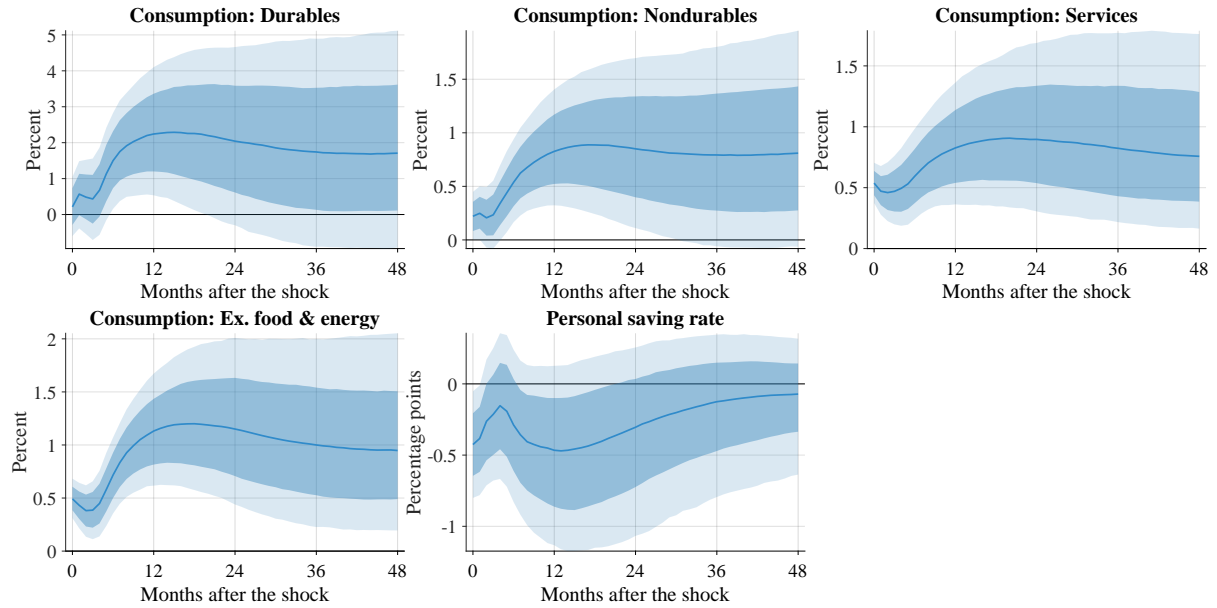 Consumption: Durables
Percent
5
4
3
2
1
0
0 12 24 36 48
Months after the shock
Consumption: Nondurables
Percent
1.5
1
0.5
0
0 12 24 36 48
Months after the shock
Consumption: Services
Percent
1.5
1
0.5
0
0 12 24 36 48
Months after the shock
Consumption: Ex. food & energy
Percent
2
1.5
1
0.5
0
0 12 24 36 48
Months after the shock
Personal saving rate
Percentage points
0
-0.5
-1
0 12 24 36 48
Months after the shock